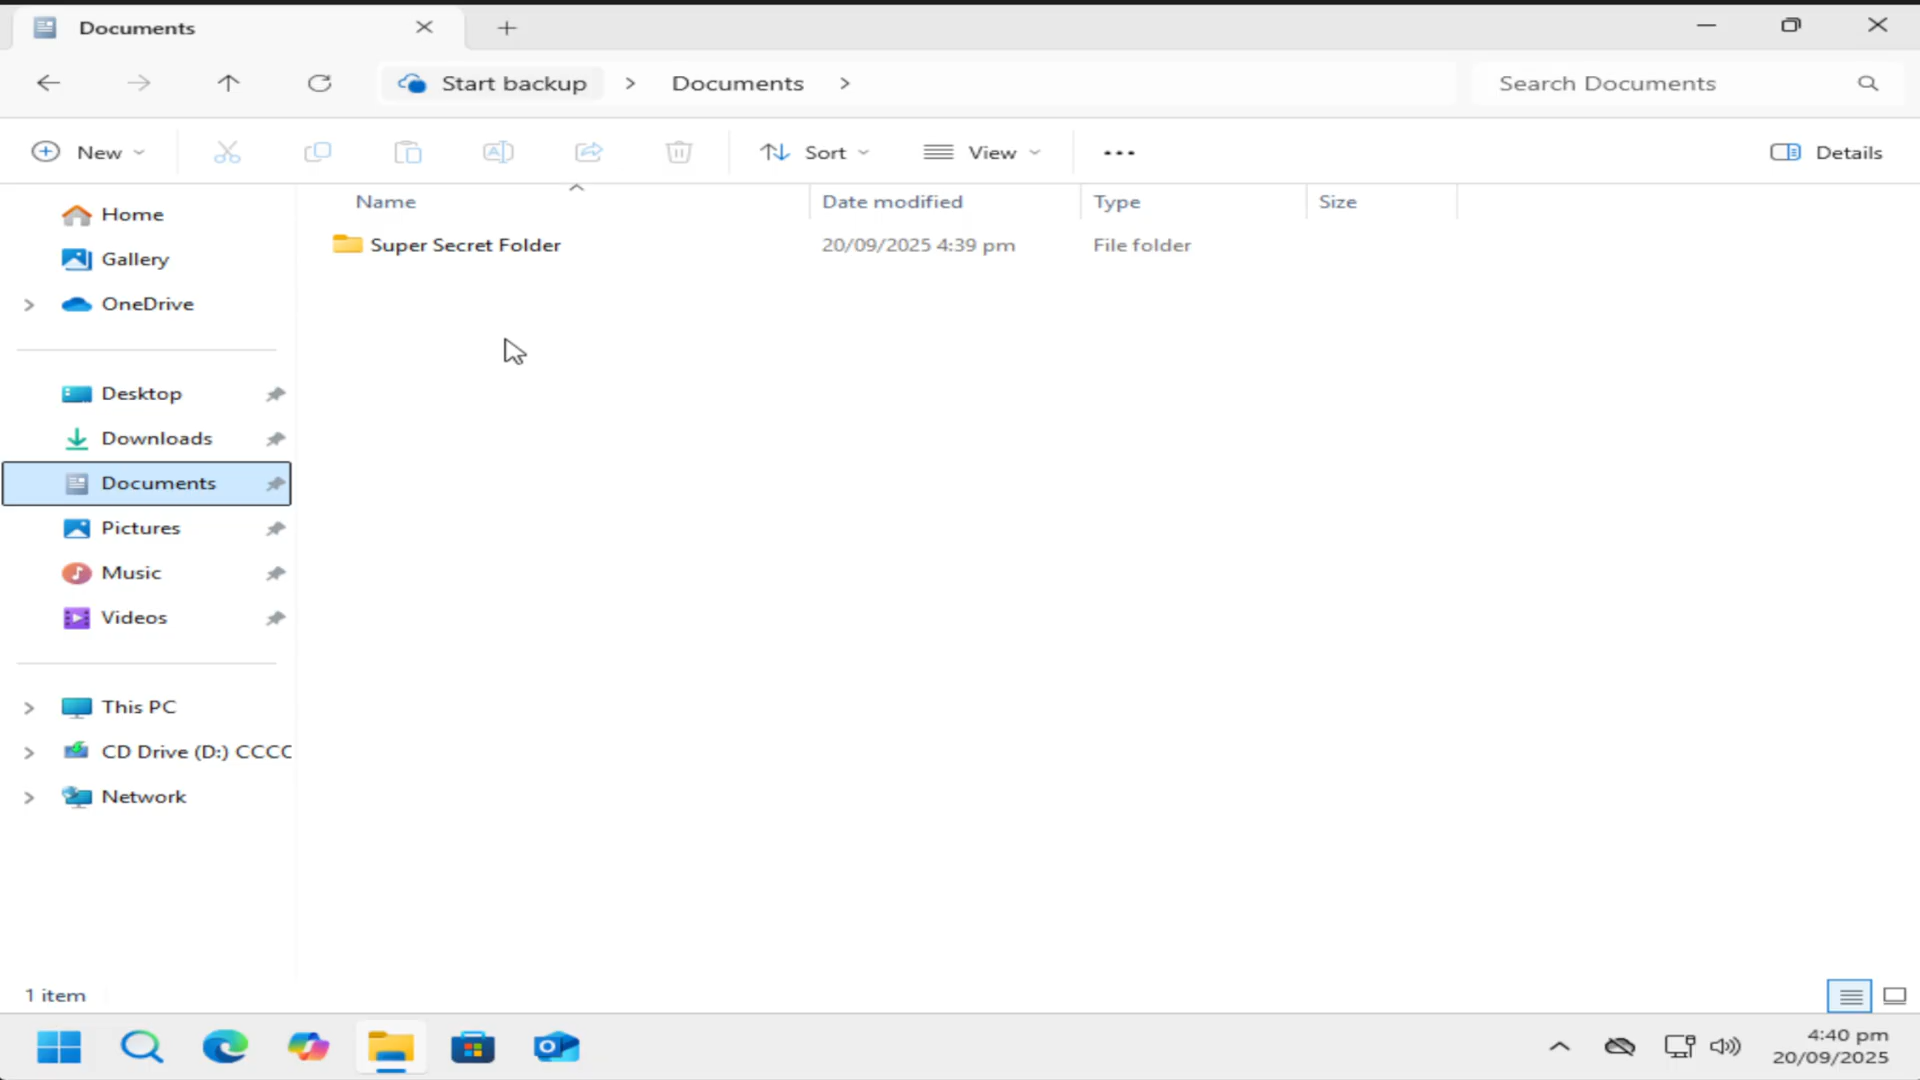 Documents
Start backup > Documents >
Search Documents
New
Sort
View
Details
Name Date modified Type Size
Super Secret Folder 20/09/2025 4:39 pm File folder
Home
Gallery
OneDrive
Desktop
Downloads
Documents
Pictures
Music
Videos
This PC
CD Drive (D:) CCCC
Network
1 item
4:40 pm
20/09/2025